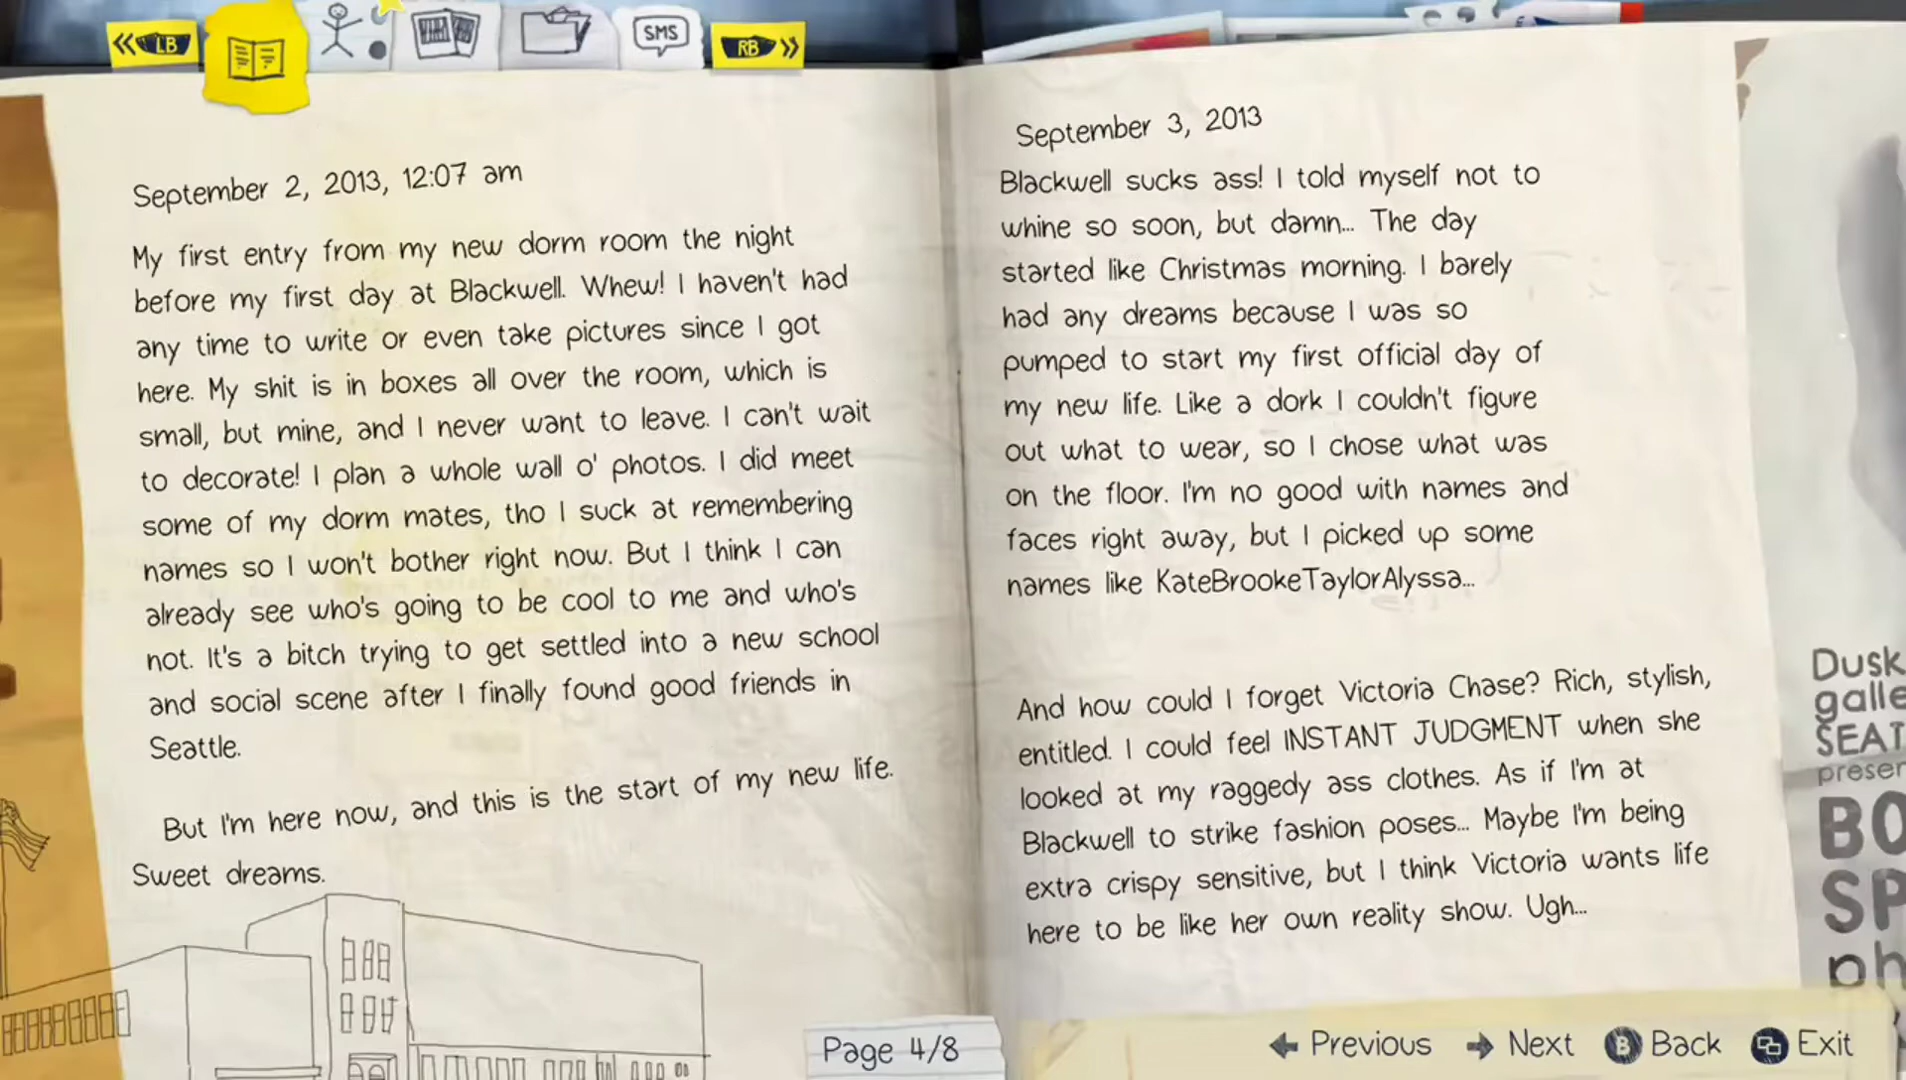 LB
SMS
RB
September 2, 2013, 12:07 am
My first entry from my new dorm room the night
before my first day at Blackwell. Whew! I haven't had
any time to write or even take pictures since I got
here. My shit is in boxes all over the room, which is
small, but mine, and I never want to leave. I can't wait
to decorate! I plan a whole wall o' photos. I did meet
some of my dorm mates, tho I suck at remembering
names so I won't bother right now. But I think I can
already see who's going to be cool to me and who's
not. It's a bitch trying to get settled into a new school
and social scene after I finally found good friends in
Seattle.
But I'm here now, and this is the start of my new life.
Sweet dreams.
September 3, 2013
Blackwell sucks ass! I told myself not to
whine so soon, but damn... The day
started like Christmas morning. I barely
had any dreams because I was so
pumped to start my first official day of
my new life. Like a dork I couldn't figure
out what to wear, so I chose what was
on the floor. I'm no good with names and
faces right away, but I picked up some
names like KateBrookeTaylorAlyssa...
And how could I forget Victoria Chase? Rich, stylish,
entitled. I could feel INSTANT JUDGMENT when she
looked at my raggedy ass clothes. As if I'm at
Blackwell to strike fashion poses... Maybe I'm being
extra crispy sensitive, but I think Victoria wants life
here to be like her own reality show. Ugh...
Dusk
galle
SEAT
presen
BO
SP
ph
Page 4/8
Previous
Next
B Back
Exit